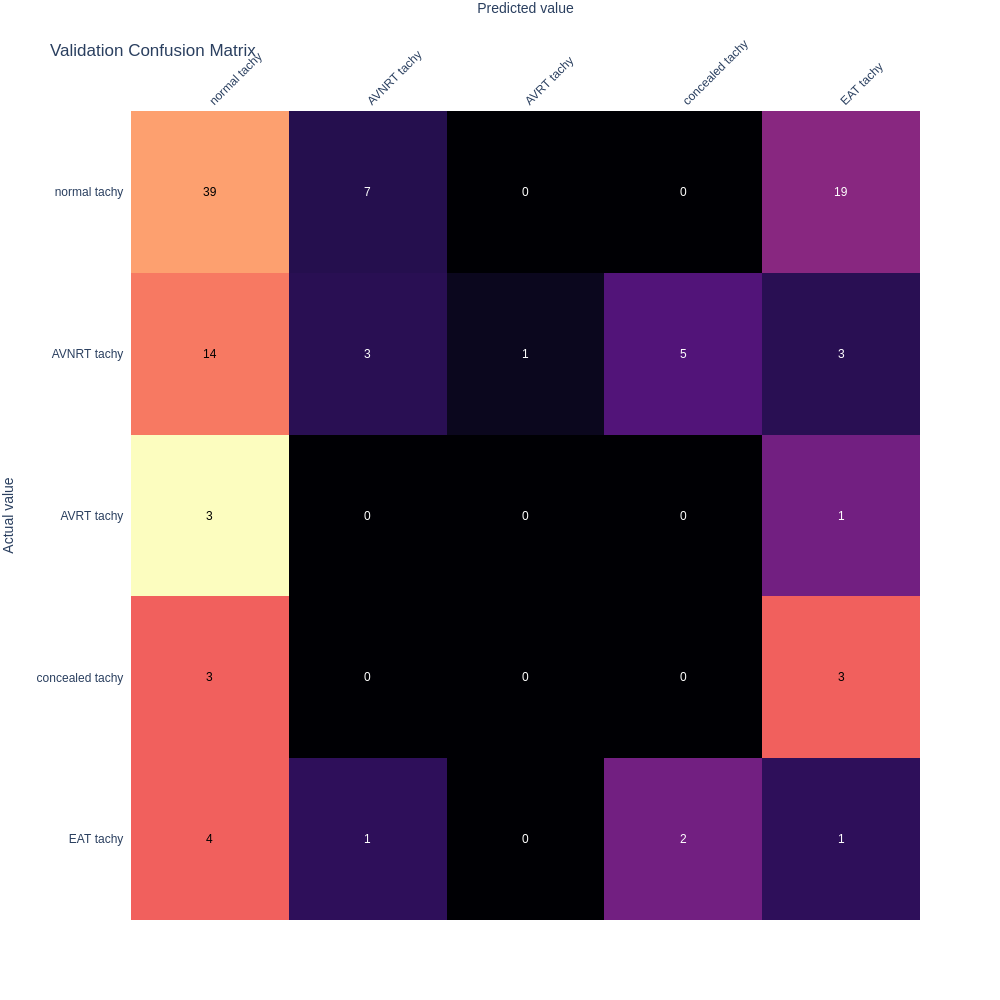 Predicted value
Validation Confusion Matrix
normal tachy
AVNRT tachy
AVRT tachy
concealed tachy
EAT tachy
normal tachy 39 7 0 0 19
AVNRT tachy 14 3 1 5 3
Actual value
AVRT tachy 3 0 0 0 1
concealed tachy 3 0 0 0 3
EAT tachy 4 1 0 2 1